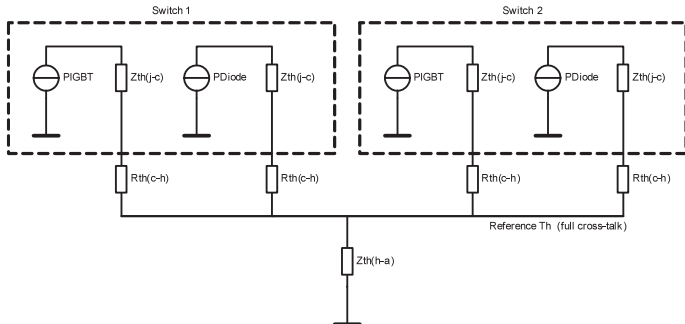 Switch 1
Switch 2
PIGBT
Zth(j-c)
PDiode
Zth(j-c)
PIGBT
Zth(j-c)
PDiode
Zth(j-c)
Rth(c-h)
Rth(c-h)
Rth(c-h)
Rth(c-h)
Reference Th (full cross-talk)
Zth(h-a)